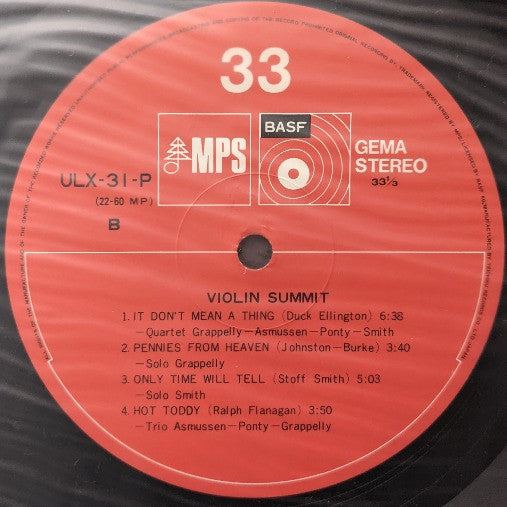 33
MPS
BASF
GEMA
STEREO
33 1/3
ULX-31-P
(22-60 MP)
B
VIOLIN SUMMIT
1. IT DON'T MEAN A THING (Duck Ellington) 6:38
—Quartet Grappelly—Asmussen—Ponty—Smith
2. PENNIES FROM HEAVEN (Johnston—Burke) 3:40
—Solo Grappelly
3. ONLY TIME WILL TELL (Stoff Smith) 5:03
—Solo Smith
4. HOT TODDY (Ralph Flanagan) 3:50
—Trio Asmussen—Ponty—Grappelly